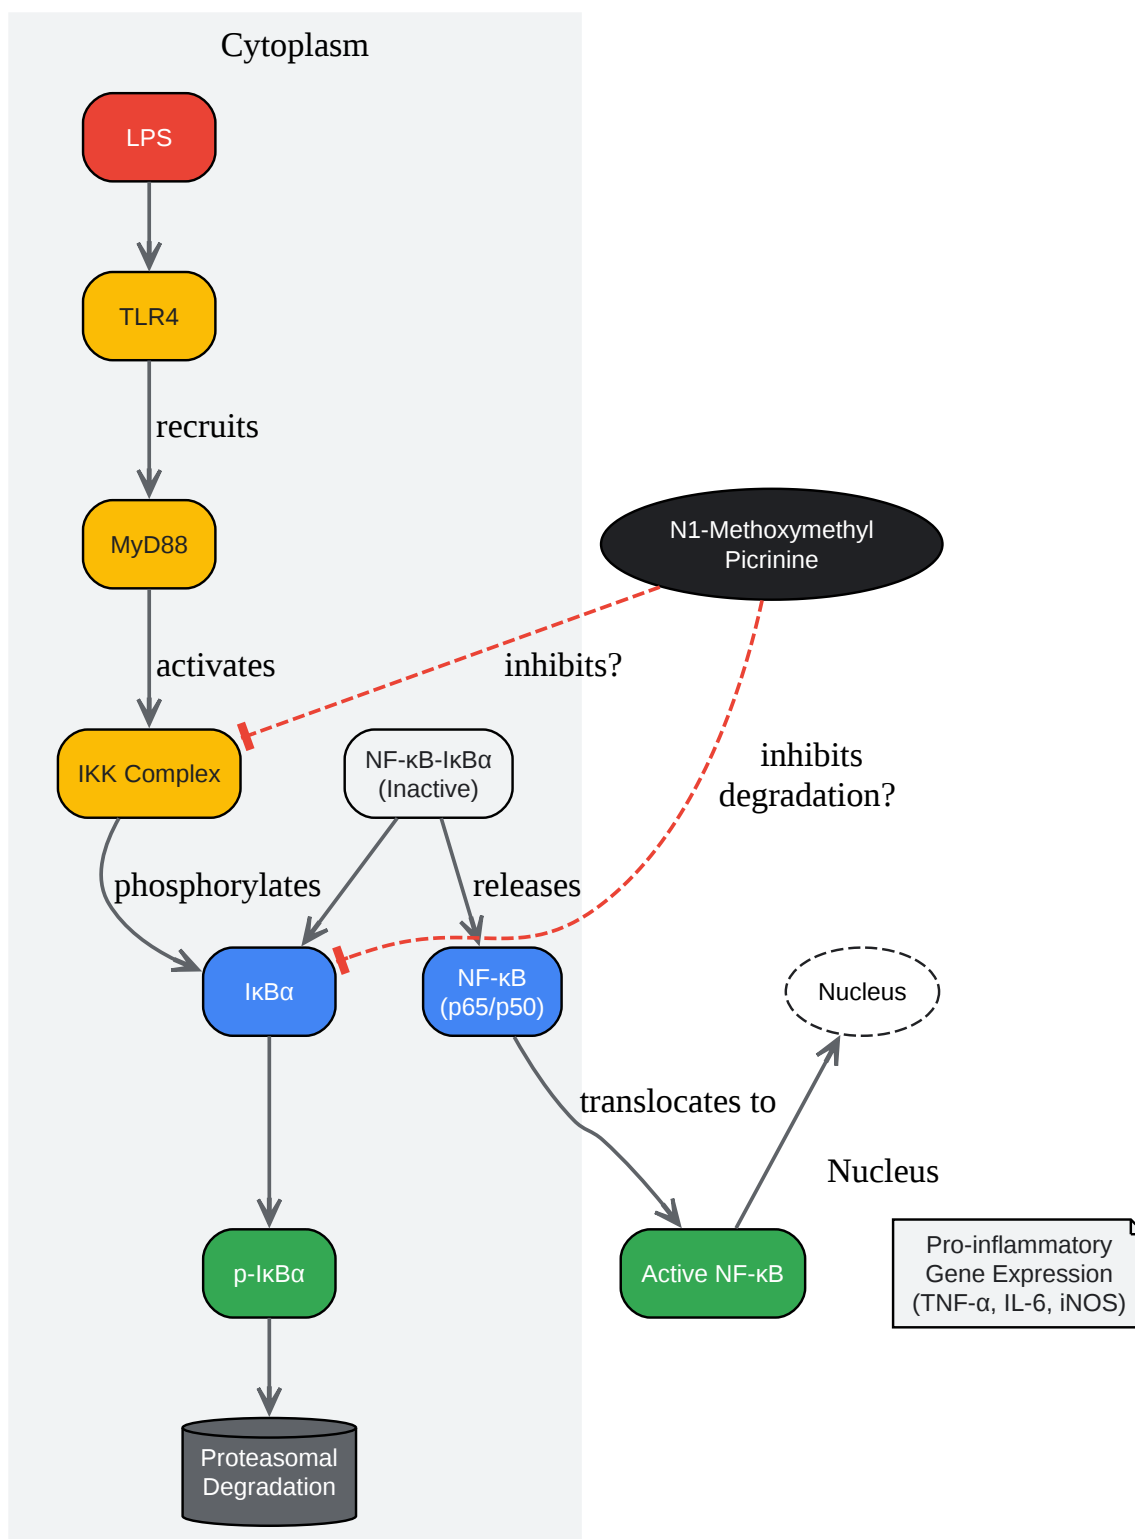 Cytoplasm
LPS
TLR4
recruits
MyD88
N1-Methoxymethyl
Picrinine
activates
inhibits?
IKK Complex
NF-κB-IκBα
(Inactive)
inhibits
degradation?
phosphorylates
releases
IκBα
NF-κB
(p65/p50)
Nucleus
translocates to
Nucleus
p-IκBα
Active NF-κB
Pro-inflammatory
Gene Expression
(TNF-α, IL-6, iNOS)
Proteasomal
Degradation